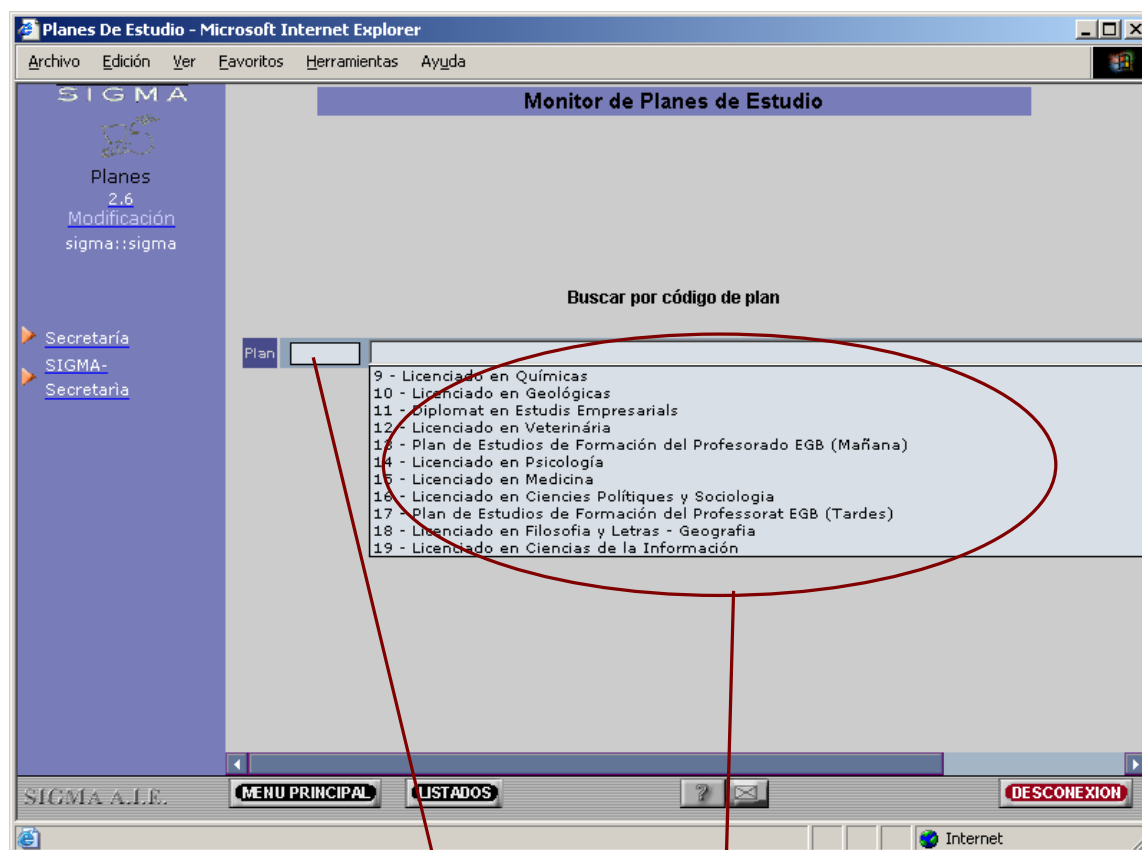 Planes De Estudio - Microsoft Internet Explorer
Archivo Edición Ver Favoritos Herramientas Ayuda
SIGMA
Planes
2.6
Modificación
sigma::sigma
Secretaría
SIGMA-
Secretarìa
Monitor de Planes de Estudio
Buscar por código de plan
Plan
9 - Licenciado en Químicas
10 - Licenciado en Geológicas
11 - Diplomat en Estudis Empresarials
12 - Licenciado en Veterinária
13 - Plan de Estudios de Formación del Profesorado EGB (Mañana)
14 - Licenciado en Psicología
15 - Licenciado en Medicina
16 - Licenciado en Ciencies Polítiques y Sociologia
17 - Plan de Estudios de Formación del Professorat EGB (Tardes)
18 - Licenciado en Filosofia y Letras - Geografia
19 - Licenciado en Ciencias de la Información
SIGMA A.I.E.
MENU PRINCIPAL
LISTADOS
?
DESCONEXION
Internet